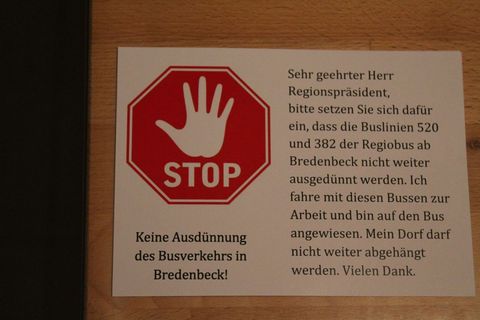 STOP
Keine Ausdünnung
des Busverkehrs in
Bredenbeck!
Sehr geehrter Herr
Regionspräsident,
bitte setzen Sie sich dafür
ein, dass die Buslinien 520
und 382 der Regiobus ab
Bredenbeck nicht weiter
ausgedünnt werden. Ich
fahre mit diesen Bussen zur
Arbeit und bin auf den Bus
angewiesen. Mein Dorf darf
nicht weiter abgehängt
werden. Vielen Dank.